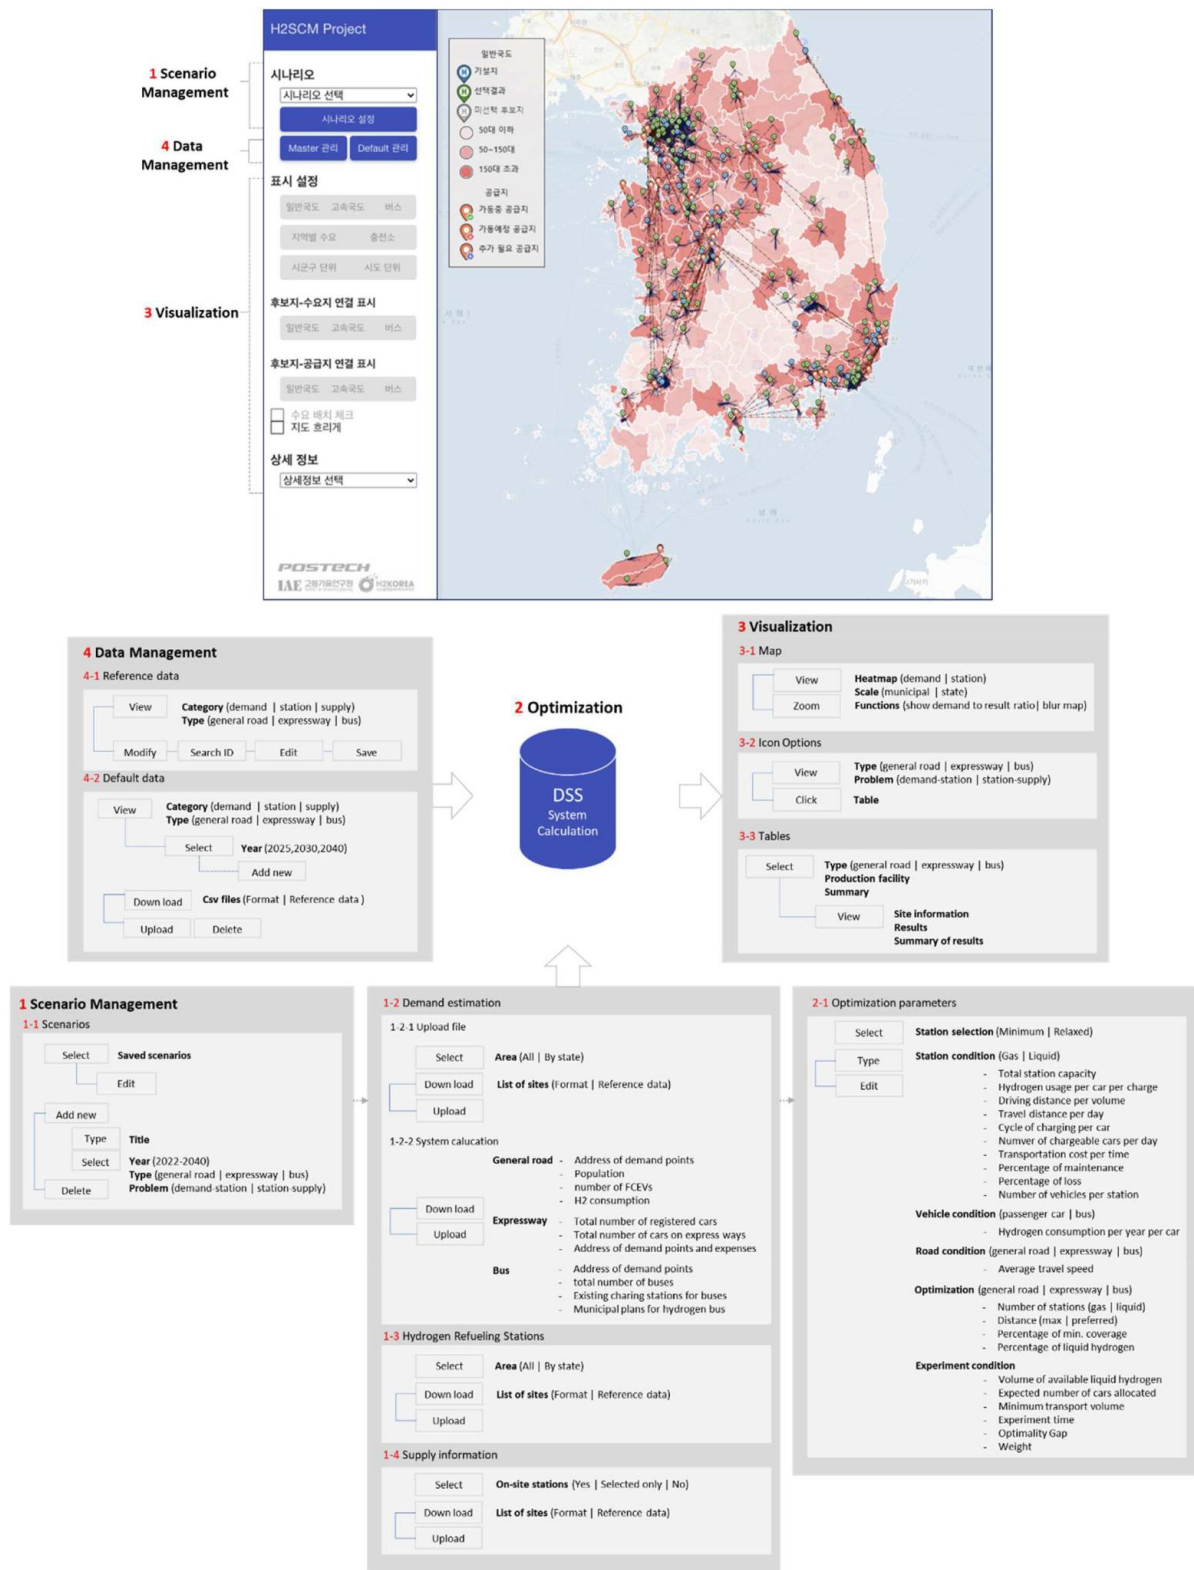 H2SCM Project
1 Scenario
Management
시나리오
시나리오 선택
시나리오 설정
4 Data
Management
Master 관리
Default 관리
3 Visualization
표시 설정
일반국도 고속국도 버스
지역별 수요 충전소
시군구 단위 시도 단위
후보지-수요지 연결 표시
일반국도 고속국도 버스
후보지-공급지 연결 표시
일반국도 고속국도 버스
수요 배치 체크
지도 흐리게
상세 정보
상세정보 선택
POSTECH
IAE 고등기술연구원
H2KOREA
일반국도
기설지
선택결과
미선택 후보지
50대 이하
50~150대
150대 초과
공급지
가동중 공급지
가동예정 공급지
추가 필요 공급지
4 Data Management
4-1 Reference data
View
Category (demand | station | supply)
Type (general road | expressway | bus)
Modify
Search ID
Edit
Save
4-2 Default data
View
Category (demand | station | supply)
Type (general road | expressway | bus)
Select
Year (2025,2030,2040)
Add new
Down load
Csv files (Format | Reference data )
Upload
Delete
2 Optimization
DSS
System
Calculation
3 Visualization
3-1 Map
View
Heatmap (demand | station)
Scale (municipal | state)
Zoom
Functions (show demand to result ratio| blur map)
3-2 Icon Options
View
Type (general road | expressway | bus)
Problem (demand-station | station-supply)
Click
Table
3-3 Tables
Select
Type (general road | expressway | bus)
Production facility
Summary
View
Site information
Results
Summary of results
1 Scenario Management
1-1 Scenarios
Select
Saved scenarios
Edit
Add new
Type
Title
Select
Year (2022-2040)
Type (general road | expressway | bus)
Delete
Problem (demand-station | station-supply)
1-2 Demand estimation
1-2-1 Upload file
Select
Area (All | By state)
Down load
List of sites (Format | Reference data)
Upload
1-2-2 System calucation
General road - Address of demand points
- Population
- number of FCEVs
- H2 consumption
Down load
Upload
Expressway - Total number of registered cars
- Total number of cars on express ways
- Address of demand points and expenses
Bus - Address of demand points
- total number of buses
- Existing charing stations for buses
- Municipal plans for hydrogen bus
1-3 Hydrogen Refueling Stations
Select
Area (All | By state)
Down load
List of sites (Format | Reference data)
Upload
1-4 Supply information
Select
On-site stations (Yes | Selected only | No)
Down load
List of sites (Format | Reference data)
Upload
2-1 Optimization parameters
Select
Station selection (Minimum | Relaxed)
Type
Station condition (Gas | Liquid)
Edit
- Total station capacity
- Hydrogen usage per car per charge
- Driving distance per volume
- Travel distance per day
- Cycle of charging per car
- Numver of chargeable cars per day
- Transportation cost per time
- Percentage of maintenance
- Percentage of loss
- Number of vehicles per station
Vehicle condition (passenger car | bus)
- Hydrogen consumption per year per car
Road condition (general road | expressway | bus)
- Average travel speed
Optimization (general road | expressway | bus)
- Number of stations (gas | liquid)
- Distance (max | preferred)
- Percentage of min. coverage
- Percentage of liquid hydrogen
Experiment condition
- Volume of available liquid hydrogen
- Expected number of cars allocated
- Minimum transport volume
- Experiment time
- Optimality Gap
- Weight